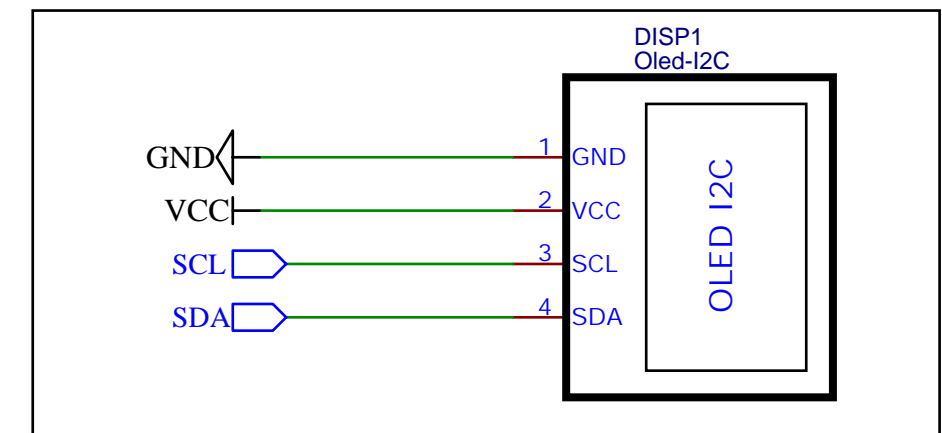 DISP1
Oled-I2C
GND 1 GND
VCC 2 VCC
SCL 3 SCL
SDA 4 SDA
OLED I2C